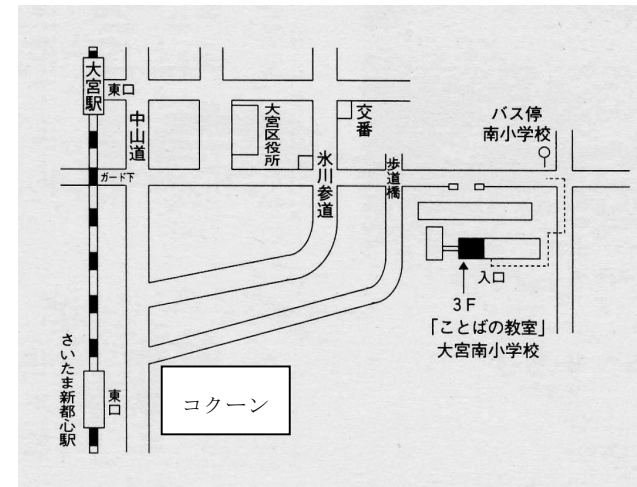 大宮駅
東口
中山道
大宮区役所
交番
氷川参道
歩道橋
バス停
南小学校
ガード下
入口
3F
「ことばの教室」
大宮南小学校
さいたま新都心駅
東口
コクーン